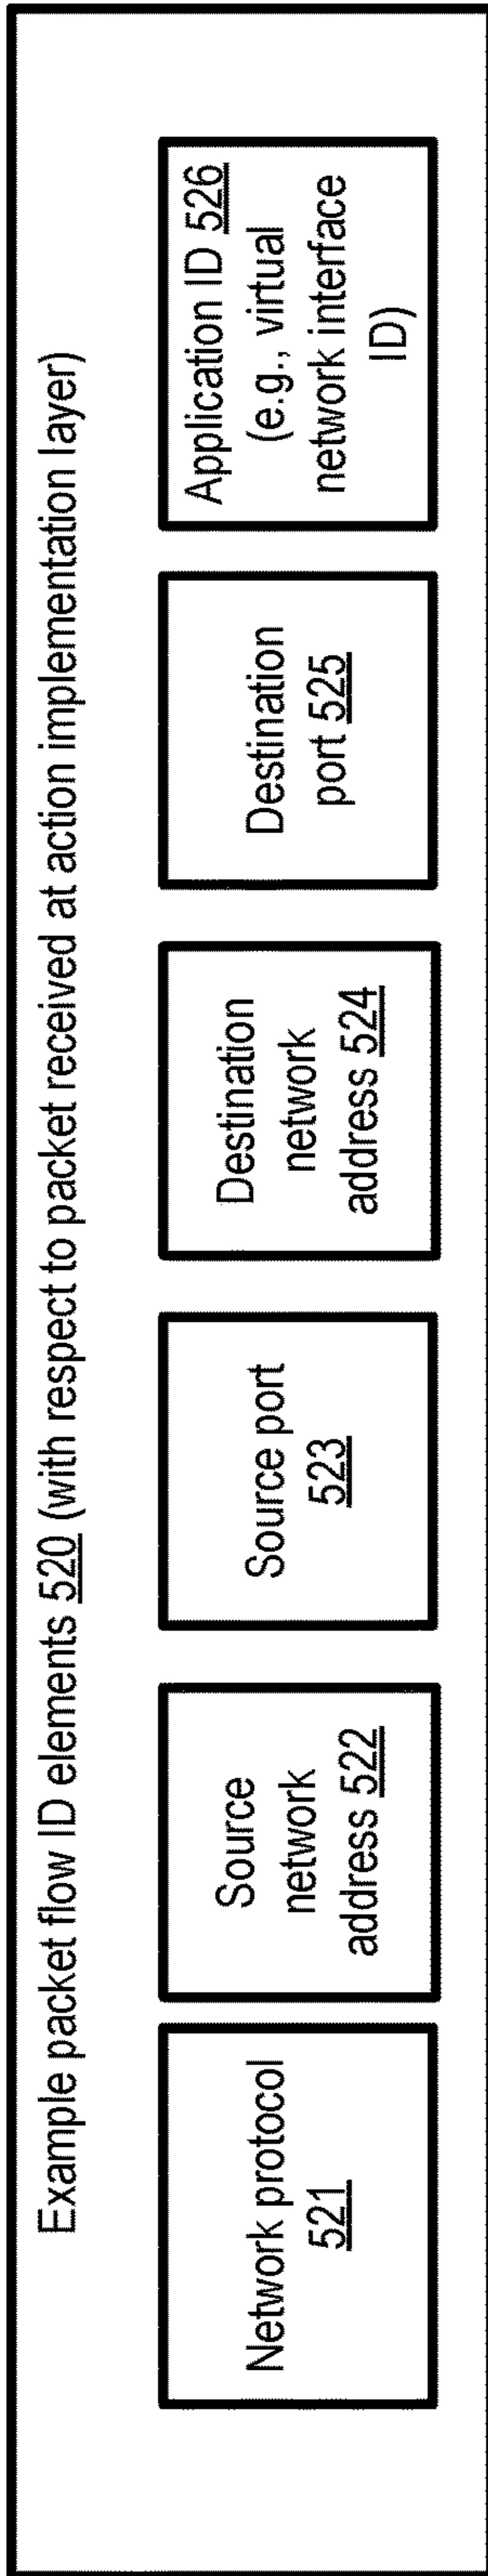 Example packet flow ID elements 520 (with respect to packet received at action implementation layer)
Network protocol
521
Source
network
address 522
Source port
523
Destination
network
address 524
Destination
port 525
Application ID 526
(e.g., virtual
network interface
ID)